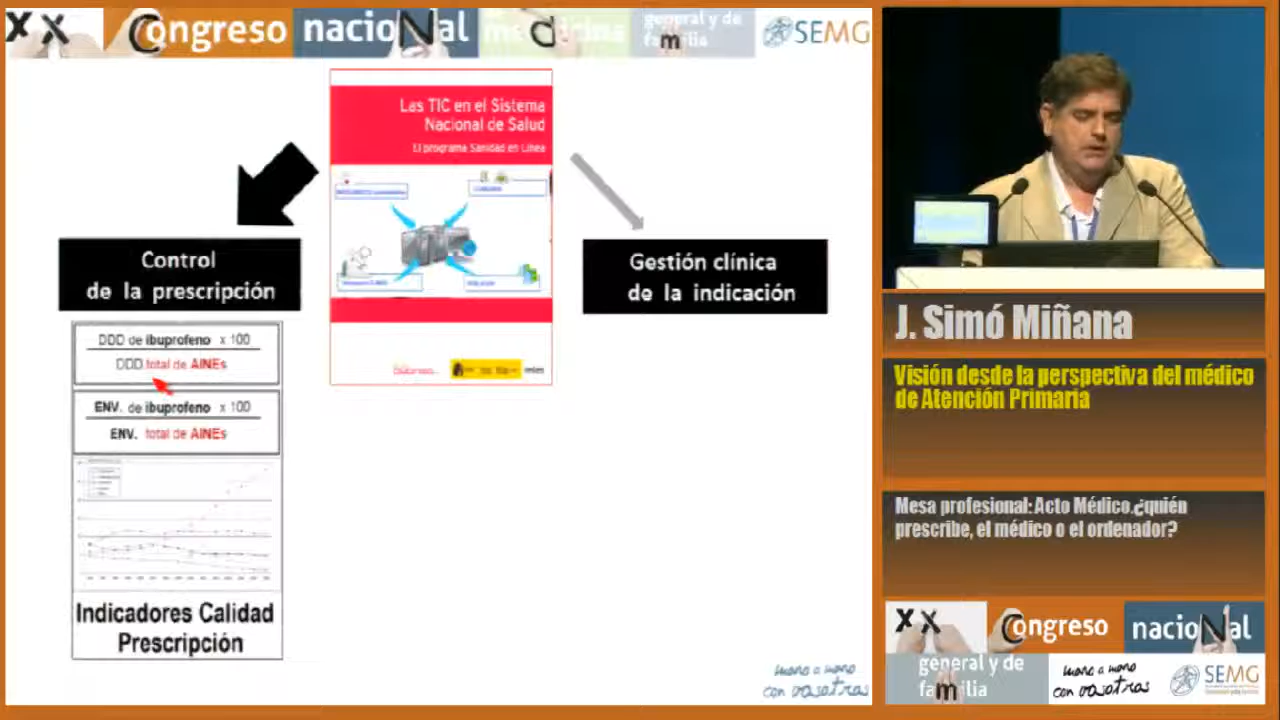 XX Congreso nacioNal medicina general y de familia SEMG
Las TIC en el Sistema
Nacional de Salud
El programa Sanidad en Línea
Control
de la prescripción
Gestión clínica
de la indicación
DDD de ibuprofeno x 100
DDD total de AINEs
ENV. de ibuprofeno x 100
ENV. total de AINEs
Indicadores Calidad
Prescripción
mano a mano
con vosotros
J. Simó Miñana
Visión desde la perspectiva del médico
de Atención Primaria
Mesa profesional: Acto Médico.¿quién
prescribe, el médico o el ordenador?
XX Congreso nacioNal
general y de
familia
mano a mano
con vosotros
SEMG